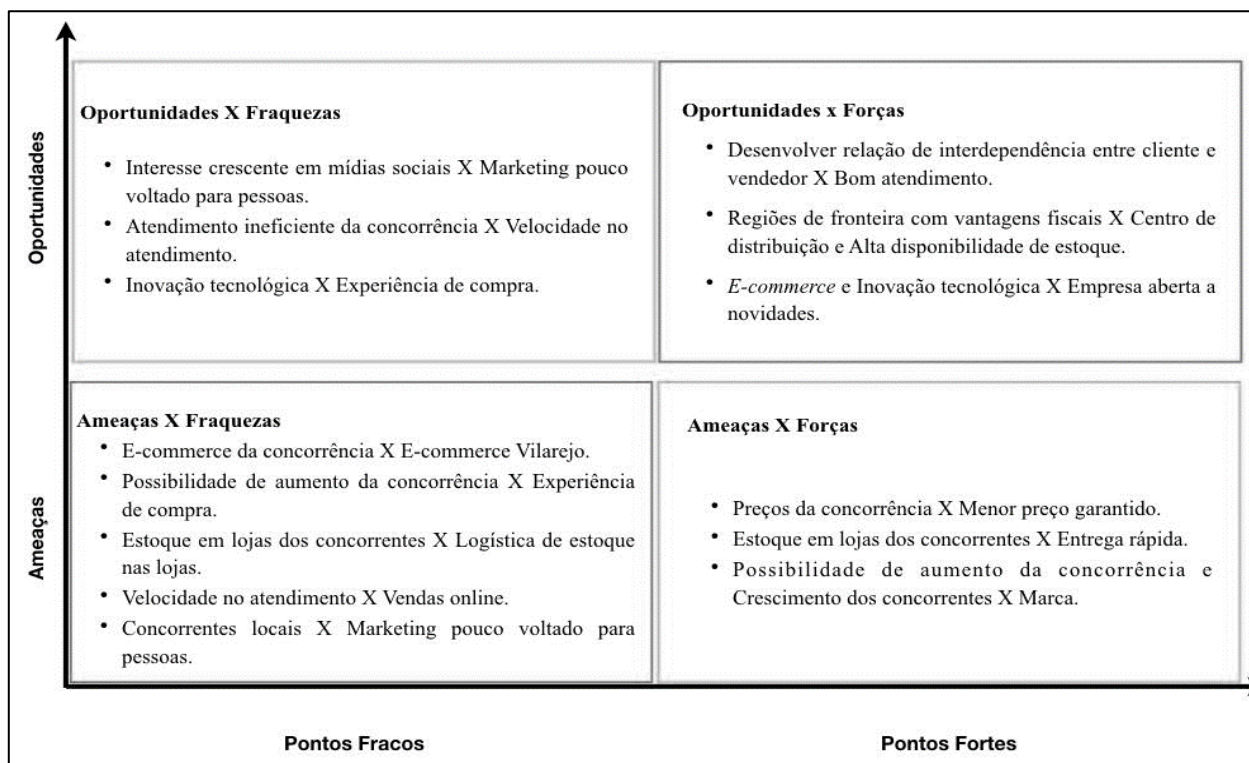 Oportunidades
Oportunidades X Fraquezas
• Interesse crescente em mídias sociais X Marketing pouco
voltado para pessoas.
• Atendimento ineficiente da concorrência X Velocidade no
atendimento.
• Inovação tecnológica X Experiência de compra.
Oportunidades x Forças
• Desenvolver relação de interdependência entre cliente e
vendedor X Bom atendimento.
• Regiões de fronteira com vantagens fiscais X Centro de
distribuição e Alta disponibilidade de estoque.
• E-commerce e Inovação tecnológica X Empresa aberta a
novidades.
Ameaças
Ameaças X Fraquezas
• E-commerce da concorrência X E-commerce Vilarejo.
• Possibilidade de aumento da concorrência X Experiência
de compra.
• Estoque em lojas dos concorrentes X Logística de estoque
nas lojas.
• Velocidade no atendimento X Vendas online.
• Concorrentes locais X Marketing pouco voltado para
pessoas.
Ameaças X Forças
• Preços da concorrência X Menor preço garantido.
• Estoque em lojas dos concorrentes X Entrega rápida.
• Possibilidade de aumento da concorrência e
Crescimento dos concorrentes X Marca.
Pontos Fracos
Pontos Fortes